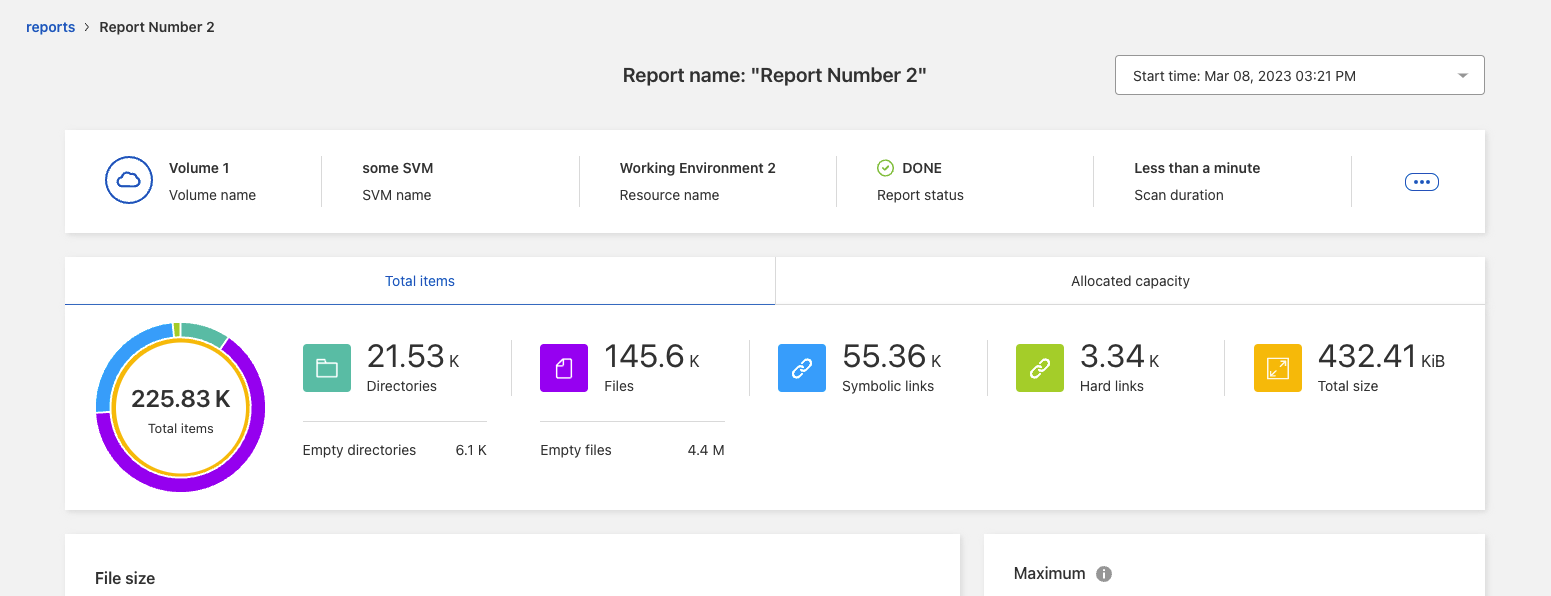 reports > Report Number 2
Report name: "Report Number 2"
Start time: Mar 08, 2023 03:21 PM
Volume 1
Volume name
some SVM
SVM name
Working Environment 2
Resource name
DONE
Report status
Less than a minute
Scan duration
Total items
Allocated capacity
225.83 K
Total items
21.53 K
Directories
Empty directories 6.1 K
145.6 K
Files
Empty files 4.4 M
55.36 K
Symbolic links
3.34 K
Hard links
432.41 KiB
Total size
File size
Maximum